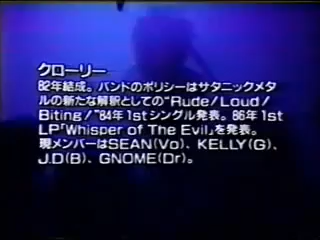 クローリー
82年結成。バンドのポリシーはサタニックメタ
ルの新たな解釈としての“Rude/Loud/
Biting/”84年1stシングル発表。86年1st
LP「Whisper of The Evil」を発表。
現メンバーはSEAN(Vo)、KELLY(G)、
J.D(B)、GNOME(Dr)。